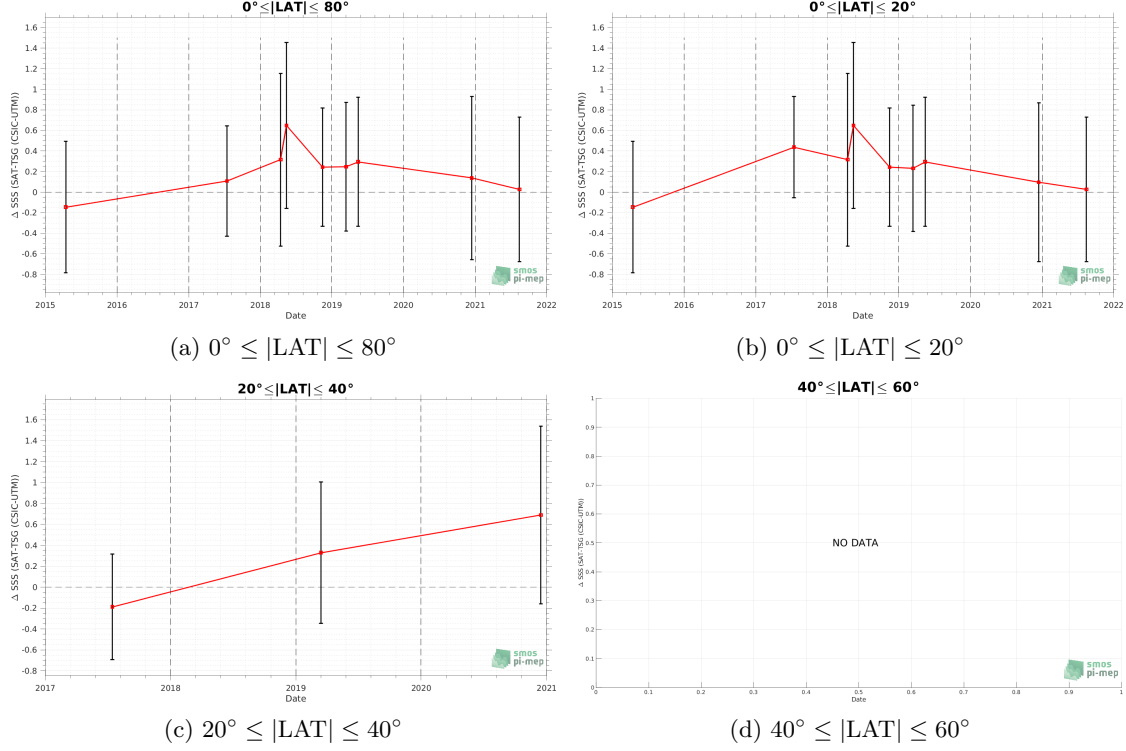 0°≤|LAT|≤ 80°
Δ SSS (SAT-TSG (CSIC-UTM))
1.6
1.4
1.2
1
0.8
0.6
0.4
0.2
0
-0.2
-0.4
-0.6
-0.8
smos
pi-mep
2015 2016 2017 2018 2019 2020 2021 2022
Date
(a) 0° ≤ |LAT| ≤ 80°
0°≤|LAT|≤ 20°
Δ SSS (SAT-TSG (CSIC-UTM))
1.6
1.4
1.2
1
0.8
0.6
0.4
0.2
0
-0.2
-0.4
-0.6
-0.8
smos
pi-mep
2015 2016 2017 2018 2019 2020 2021 2022
Date
(b) 0° ≤ |LAT| ≤ 20°
20°≤|LAT|≤ 40°
Δ SSS (SAT-TSG (CSIC-UTM))
1.6
1.4
1.2
1
0.8
0.6
0.4
0.2
0
-0.2
-0.4
-0.6
-0.8
smos
pi-mep
2017 2018 2019 2020 2021
Date
(c) 20° ≤ |LAT| ≤ 40°
40°≤|LAT|≤ 60°
Δ SSS (SAT-TSG (CSIC-UTM))
1
0.9
0.8
0.7
0.6
0.5
0.4
0.3
0.2
0.1
0
NO DATA
smos
pi-mep
0 0.1 0.2 0.3 0.4 0.5 0.6 0.7 0.8 0.9 1
Date
(d) 40° ≤ |LAT| ≤ 60°